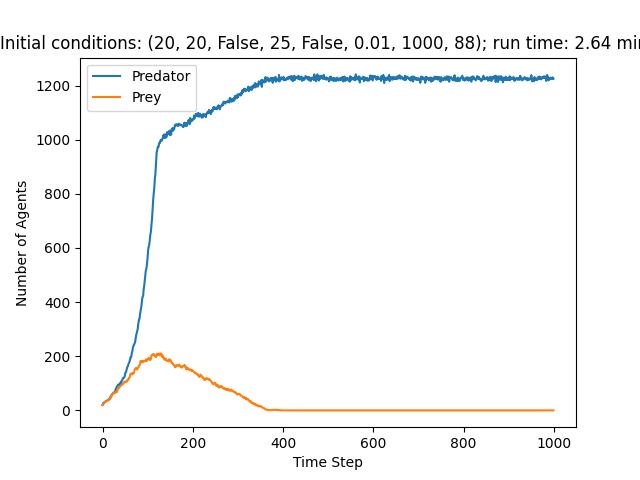 Initial conditions: (20, 20, False, 25, False, 0.01, 1000, 88); run time: 2.64 mi
Predator
Prey
1200
1000
800
600
400
200
0
Number of Agents
0 200 400 600 800 1000
Time Step